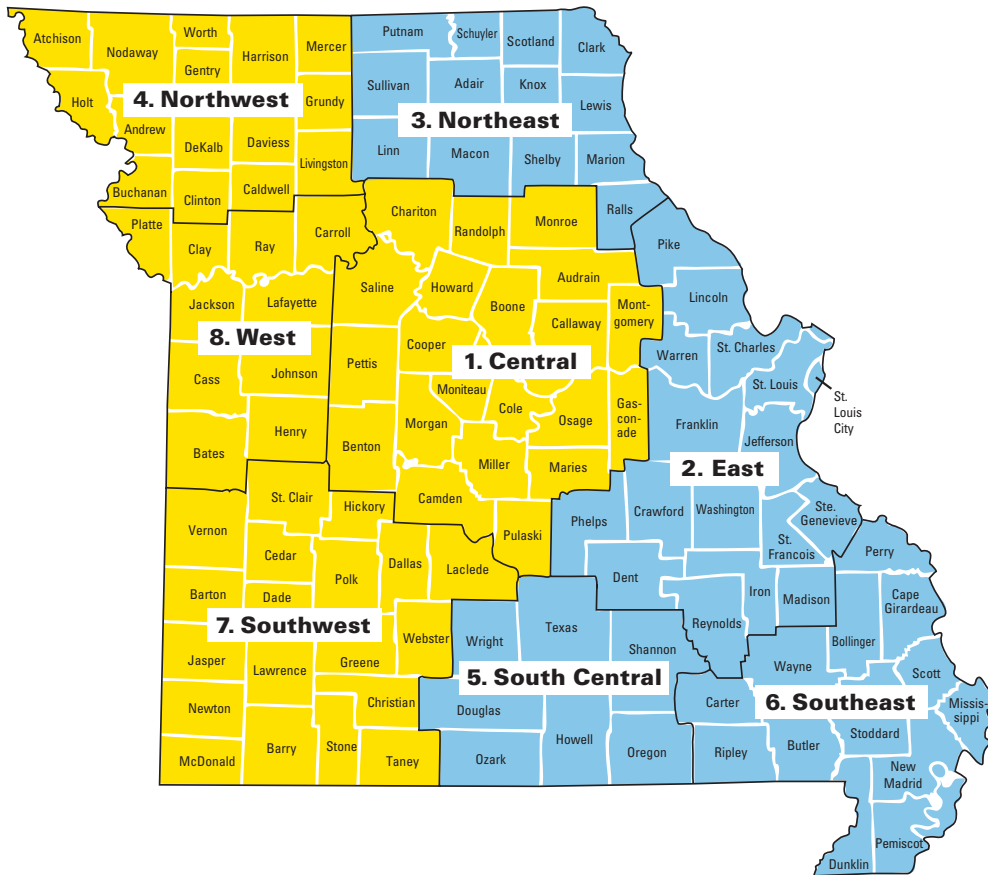 Atchison
Nodaway
Worth
Harrison
Mercer
Putnam
Schuyler
Scotland
Clark
Gentry
Sullivan
Adair
Knox
Holt
4. Northwest
Grundy
3. Northeast
Lewis
Andrew
DeKalb
Daviess
Livingston
Linn
Macon
Shelby
Marion
Buchanan
Clinton
Caldwell
Platte
Clay
Ray
Carroll
Chariton
Randolph
Monroe
Ralls
Pike
Saline
Howard
Boone
Audrain
Lincoln
Jackson
Lafayette
Callaway
Mont-
gomery
8. West
Cooper
1. Central
Warren
St. Charles
Cass
Johnson
Pettis
Moniteau
Cole
St. Louis
St.
Louis
City
Bates
Henry
Benton
Morgan
Osage
Gas-
con-
ade
Franklin
Jefferson
Miller
Maries
2. East
St. Clair
Hickory
Camden
Pulaski
Phelps
Crawford
Washington
Ste.
Genevieve
St.
Francois
Perry
Vernon
Cedar
Polk
Dallas
Laclede
Dent
Iron
Madison
Cape
Girardeau
Barton
Dade
7. Southwest
Webster
Wright
Texas
Shannon
Reynolds
Bollinger
Jasper
Lawrence
Greene
5. South Central
Wayne
Scott
Newton
Christian
Douglas
Carter
6. Southeast
Missis-
sippi
McDonald
Barry
Stone
Taney
Ozark
Howell
Oregon
Ripley
Butler
Stoddard
New
Madrid
Pemiscot
Dunklin